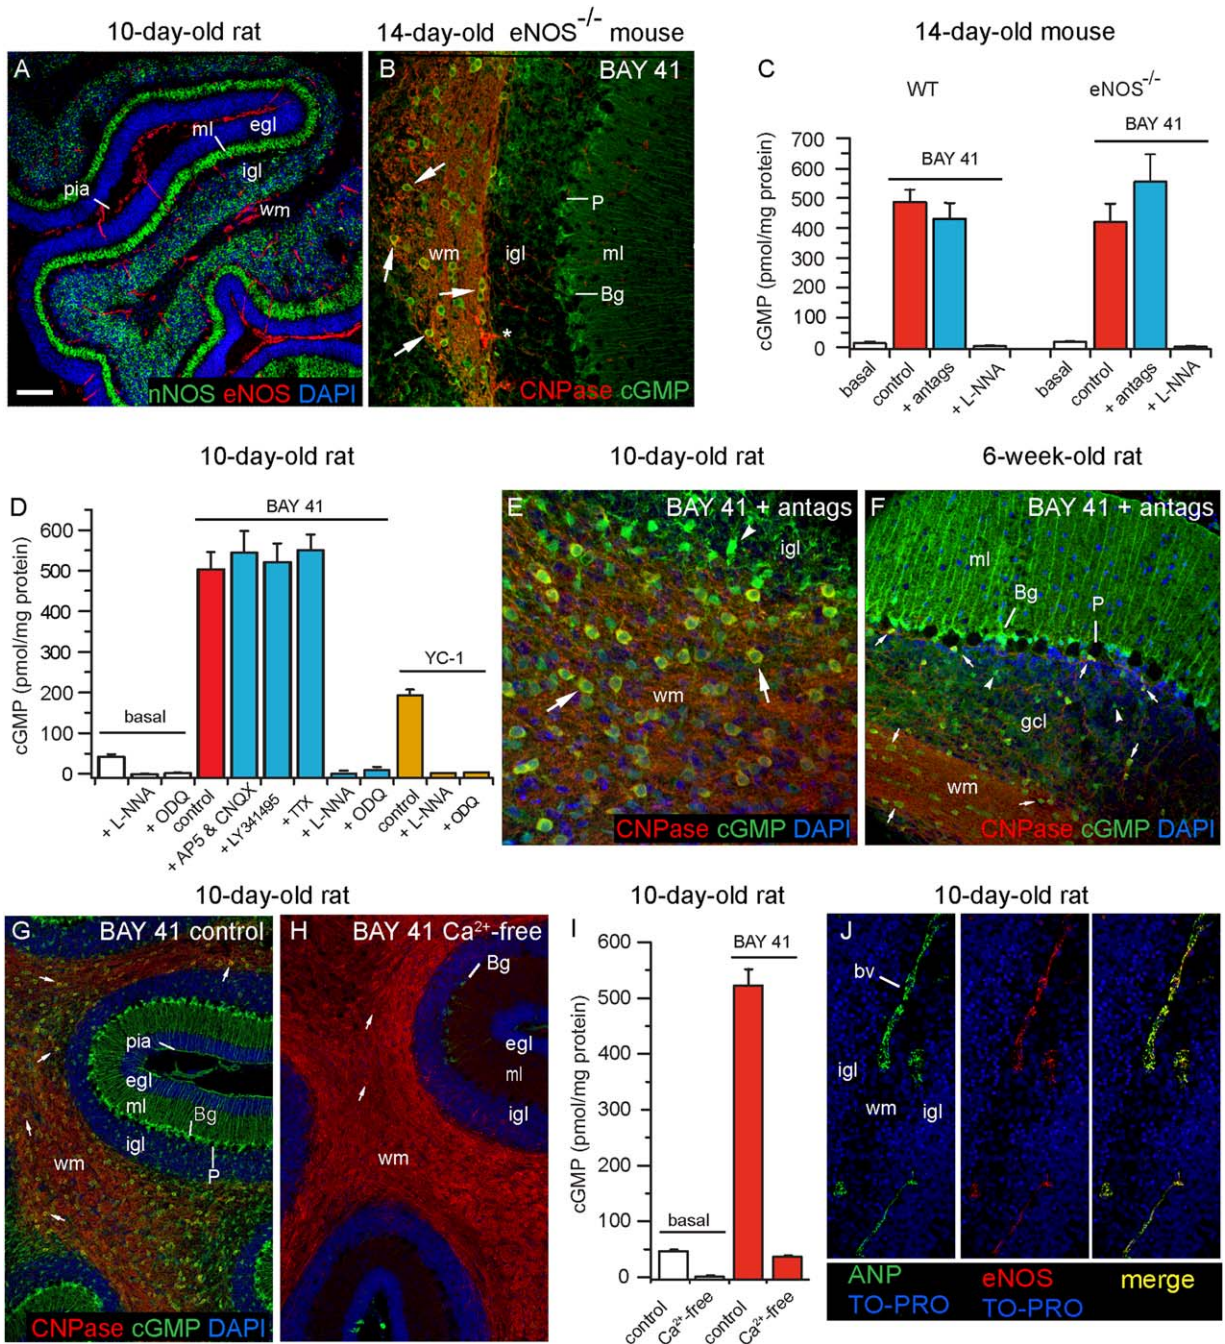 10-day-old rat
14-day-old eNOS-/- mouse
14-day-old mouse
A
ml
egl
igl
pia
wm
nNOS eNOS DAPI
B
BAY 41
P
wm
igl
ml
Bg
*
CNPase cGMP
C
WT
eNOS-/-
BAY 41
BAY 41
cGMP (pmol/mg protein)
700
600
500
400
300
200
100
0
basal
control
+ antags
+ L-NNA
basal
control
+ antags
+ L-NNA
10-day-old rat
10-day-old rat
6-week-old rat
D
BAY 41
YC-1
basal
cGMP (pmol/mg protein)
600
500
400
300
200
100
0
+ L-NNA
+ ODQ
control
+ AP5 & CNQX
+ LY341495
+TTX
+ L-NNA
+ ODQ
control
+ L-NNA
+ODQ
E
BAY 41 + antags
igl
wm
CNPase cGMP DAPI
F
BAY 41 + antags
ml
Bg
P
gcl
wm
CNPase cGMP DAPI
10-day-old rat
10-day-old rat
10-day-old rat
G
BAY 41 control
pia
egl
ml
Bg
igl
P
wm
CNPase cGMP DAPI
H
BAY 41 Ca2+-free
Bg
egl
ml
igl
wm
I
BAY 41
basal
cGMP (pmol/mg protein)
600
500
400
300
200
100
0
control
Ca2+-free
control
Ca2+-free
J
bv
igl
wm
igl
ANP
TO-PRO
eNOS
TO-PRO
merge